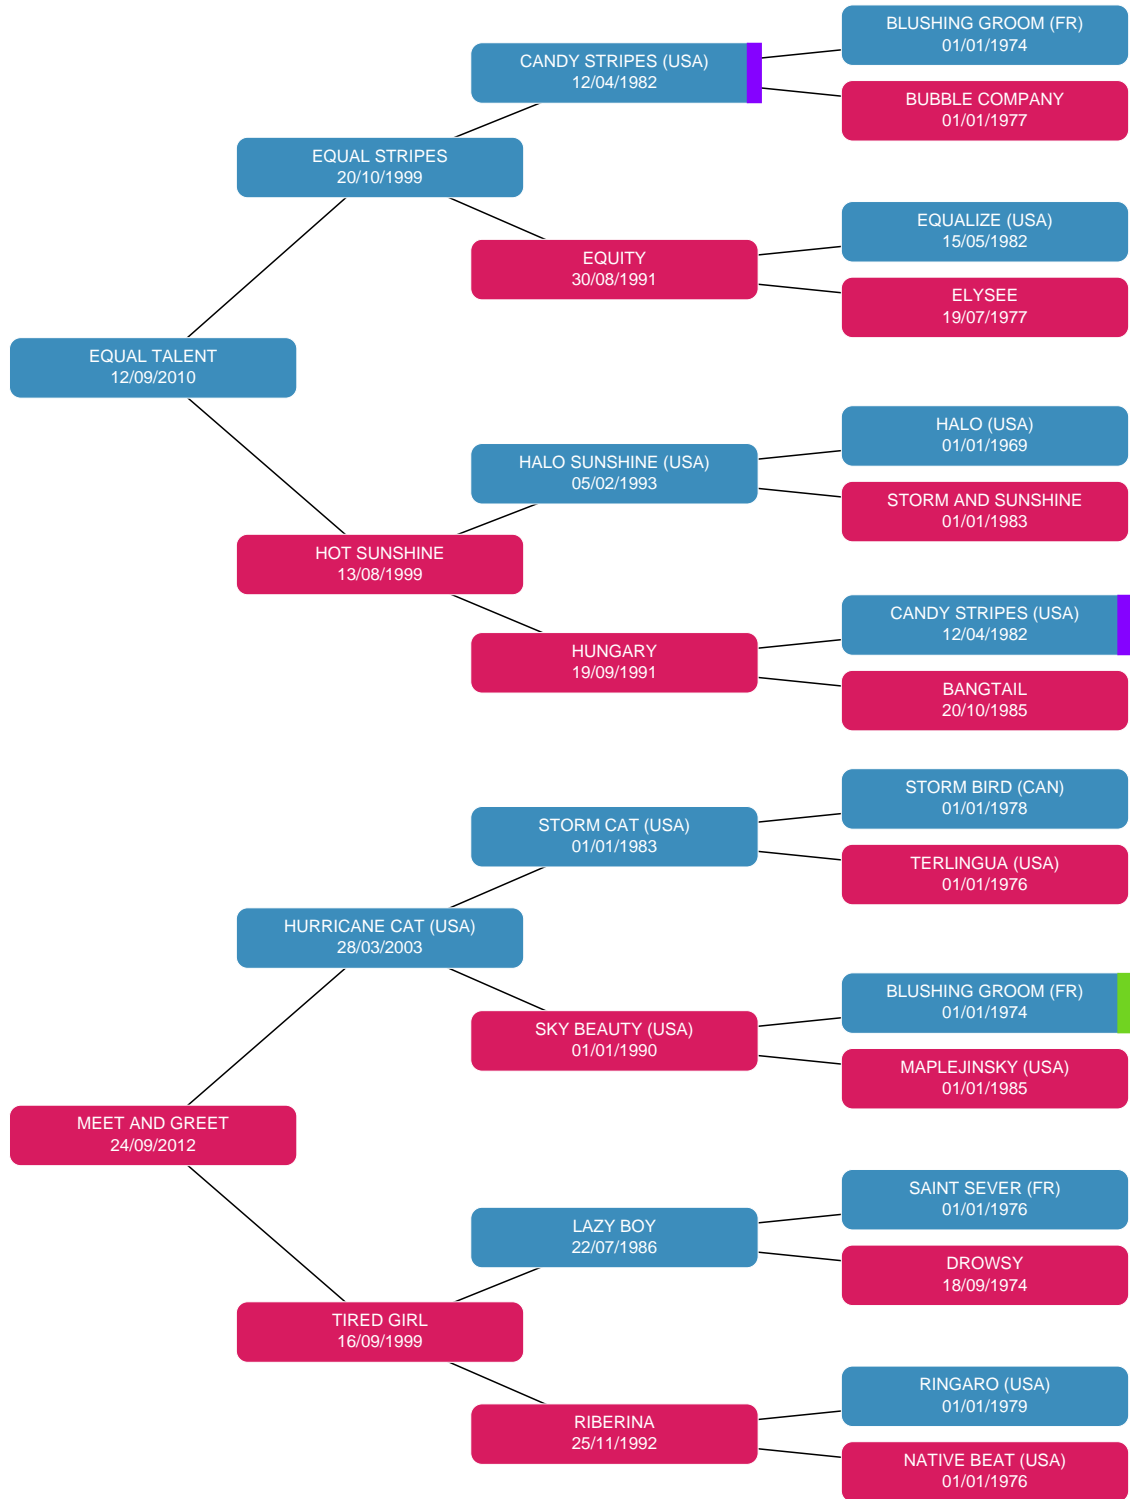 BLUSHING GROOM (FR)
01/01/1974
CANDY STRIPES (USA)
12/04/1982
BUBBLE COMPANY
01/01/1977
EQUAL STRIPES
20/10/1999
EQUALIZE (USA)
15/05/1982
EQUITY
30/08/1991
ELYSEE
19/07/1977
EQUAL TALENT
12/09/2010
HALO (USA)
01/01/1969
HALO SUNSHINE (USA)
05/02/1993
STORM AND SUNSHINE
01/01/1983
HOT SUNSHINE
13/08/1999
CANDY STRIPES (USA)
12/04/1982
HUNGARY
19/09/1991
BANGTAIL
20/10/1985
STORM BIRD (CAN)
01/01/1978
STORM CAT (USA)
01/01/1983
TERLINGUA (USA)
01/01/1976
HURRICANE CAT (USA)
28/03/2003
BLUSHING GROOM (FR)
01/01/1974
SKY BEAUTY (USA)
01/01/1990
MAPLEJINSKY (USA)
01/01/1985
MEET AND GREET
24/09/2012
SAINT SEVER (FR)
01/01/1976
LAZY BOY
22/07/1986
DROWSY
18/09/1974
TIRED GIRL
16/09/1999
RINGARO (USA)
01/01/1979
RIBERINA
25/11/1992
NATIVE BEAT (USA)
01/01/1976